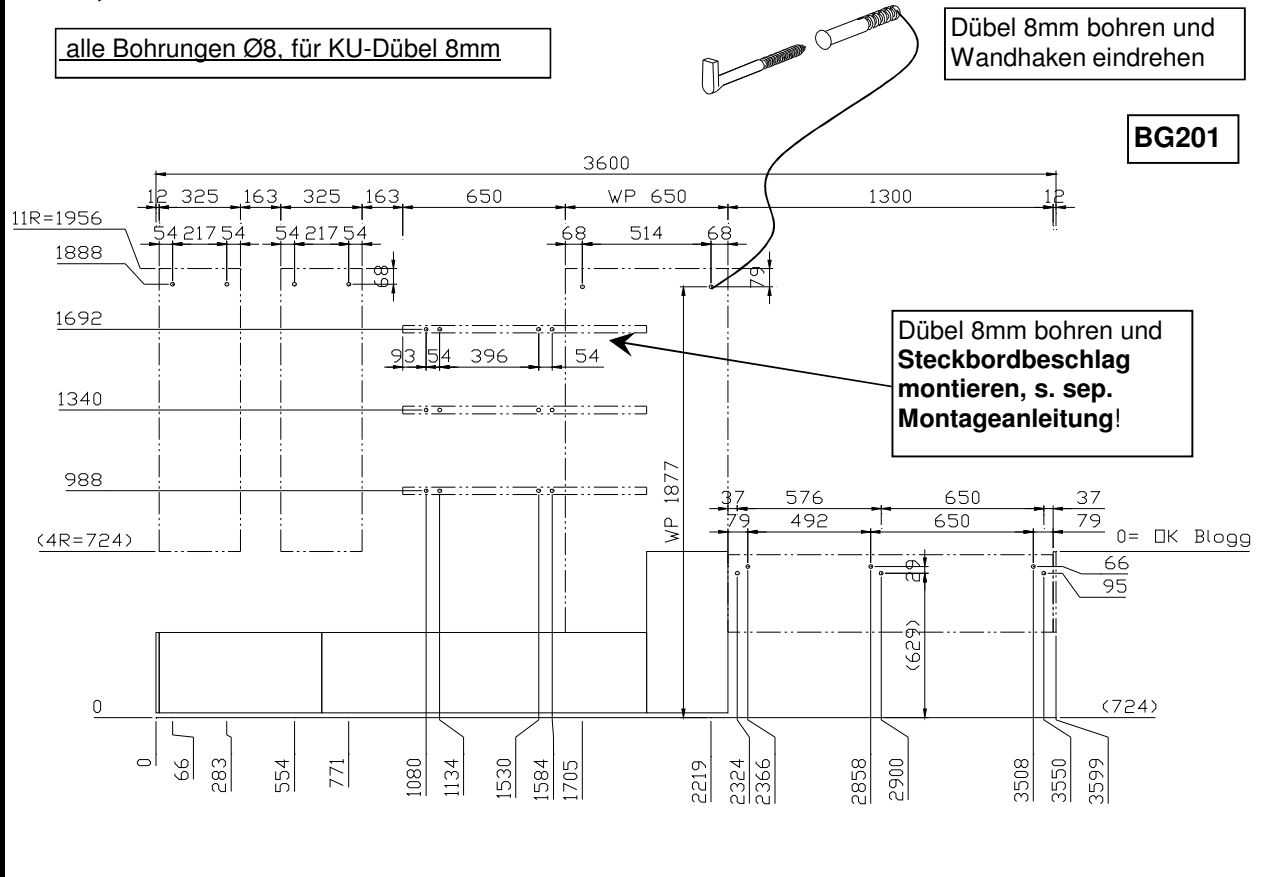 alle Bohrungen Ø8, für KU-Dübel 8mm
Dübel 8mm bohren und
Wandhaken eindrehen
BG201
3600
12 325 163 325 163 650 WP 650 1300 12
11R=1956
54 217 54 54 217 54 68 514 68
1888
68
79
1692
93 54 396 54
Dübel 8mm bohren und
Steckbordbeschlag
montieren, s. sep.
Montageanleitung!
1340
988
WP 1877
37 576 650 37
79 492 650 79
(4R=724)
0= OK Blogg
66
95
29
(629)
0
(724)
0 66 283 554 771 1080 1134 1530 1584 1705 2219 2324 2366 2858 2900 3508 3550 3599